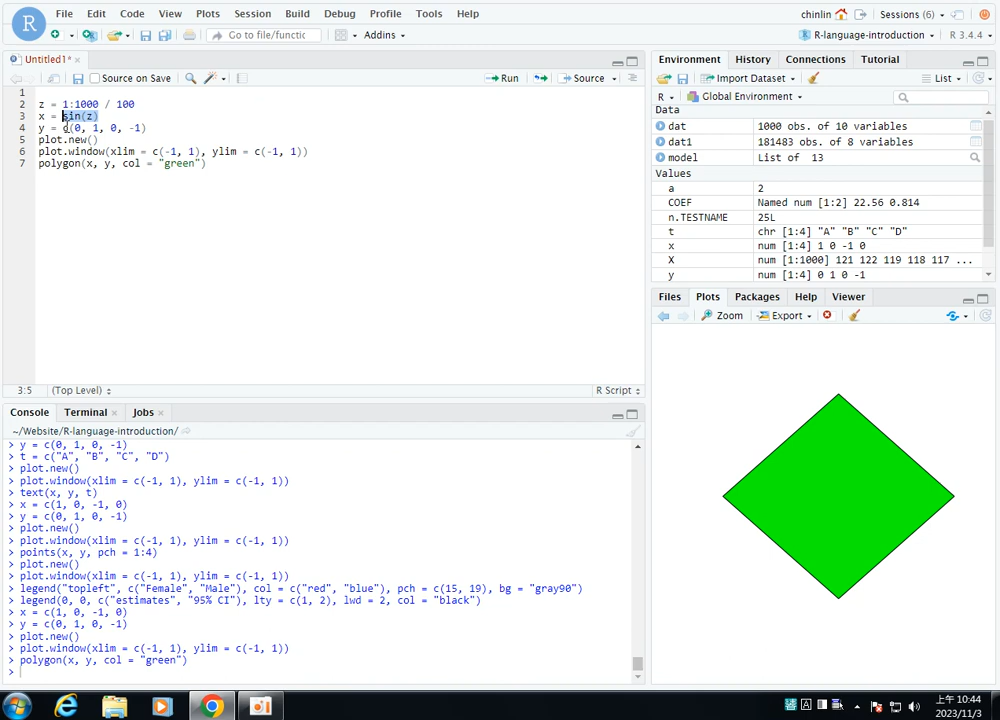 File Edit Code View Plots Session Build Debug Profile Tools Help
chinlin Sessions (6)
Go to file/functic Addins
R-language-introduction R 3.4.4
Untitled1* ×
Source on Save Run Source
1
2 z = 1:1000 / 100
3 x = sin(z)
4 y = c(0, 1, 0, -1)
5 plot.new()
6 plot.window(xlim = c(-1, 1), ylim = c(-1, 1))
7 polygon(x, y, col = "green")
3:5 (Top Level) R Script
Console Terminal × Jobs ×
~/Website/R-language-introduction/
> y = c(0, 1, 0, -1)
> t = c("A", "B", "C", "D")
> plot.new()
> plot.window(xlim = c(-1, 1), ylim = c(-1, 1))
> text(x, y, t)
> x = c(1, 0, -1, 0)
> y = c(0, 1, 0, -1)
> plot.new()
> plot.window(xlim = c(-1, 1), ylim = c(-1, 1))
> points(x, y, pch = 1:4)
> plot.new()
> plot.window(xlim = c(-1, 1), ylim = c(-1, 1))
> legend("topleft", c("Female", "Male"), col = c("red", "blue"), pch = c(15, 19), bg = "gray90")
> legend(0, 0, c("estimates", "95% CI"), lty = c(1, 2), lwd = 2, col = "black")
> x = c(1, 0, -1, 0)
> y = c(0, 1, 0, -1)
> plot.new()
> plot.window(xlim = c(-1, 1), ylim = c(-1, 1))
> polygon(x, y, col = "green")
>
Environment History Connections Tutorial
Import Dataset List
R Global Environment
Data
dat 1000 obs. of 10 variables
dat1 181483 obs. of 8 variables
model List of 13
Values
a 2
COEF Named num [1:2] 22.56 0.814
n.TESTNAME 25L
t chr [1:4] "A" "B" "C" "D"
x num [1:4] 1 0 -1 0
X num [1:1000] 121 122 119 118 117 ...
y num [1:4] 0 1 0 -1
Files Plots Packages Help Viewer
Zoom Export
上午 10:44
2023/11/3